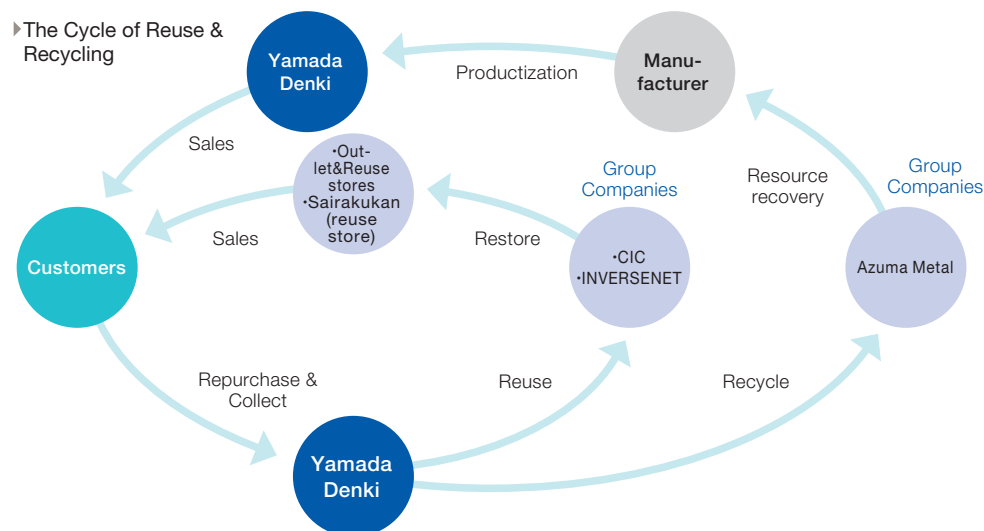 ▶The Cycle of Reuse &
Recycling
Yamada
Denki
Productization
Manu-
facturer
Sales
・Out-
let&Reuse
stores
・Sairakukan
(reuse
store)
Group
Companies
Resource
recovery
Group
Companies
Sales
Restore
Customers
・CIC
・INVERSENET
Azuma Metal
Repurchase &
Collect
Reuse
Recycle
Yamada
Denki